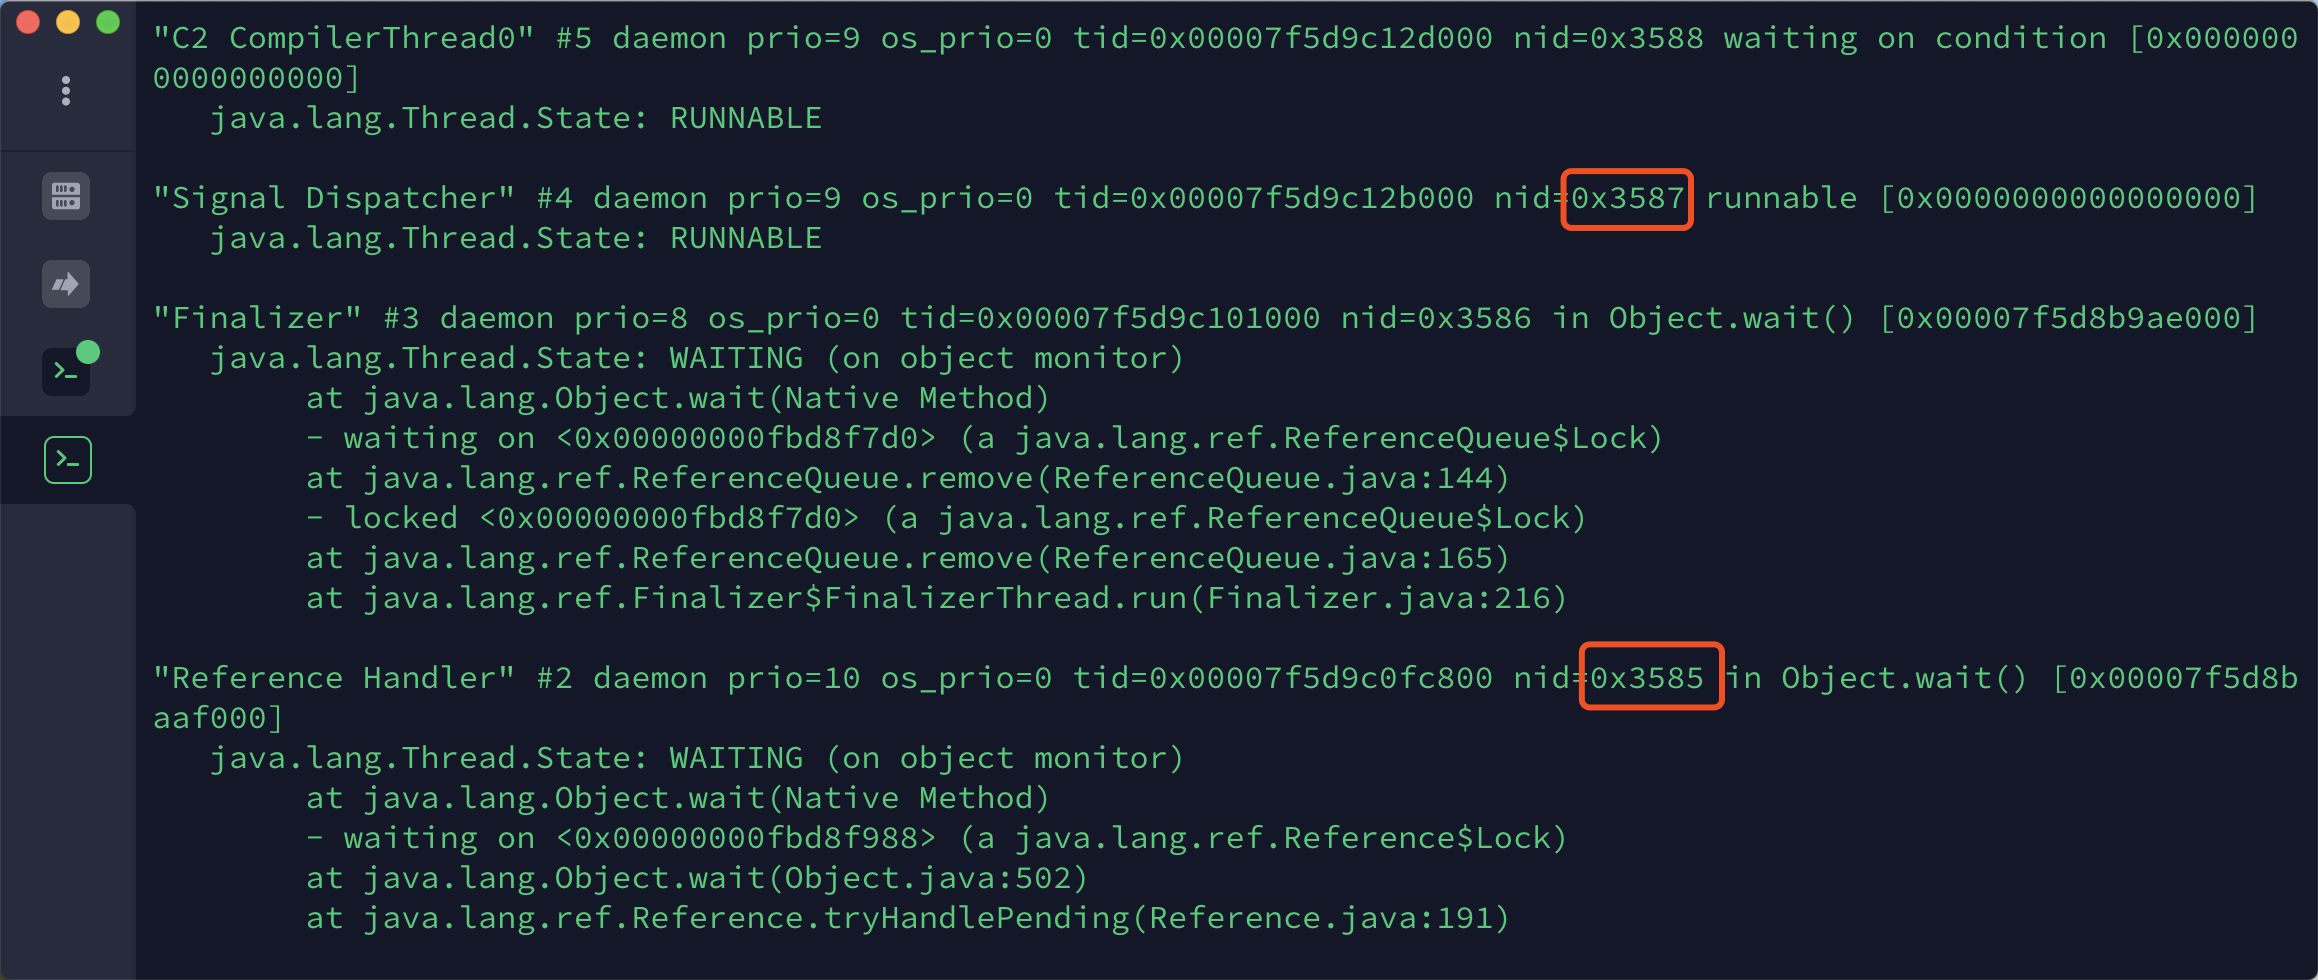 "C2 CompilerThread0" #5 daemon prio=9 os_prio=0 tid=0x00007f5d9c12d000 nid=0x3588 waiting on condition [0x000000
0000000000]
   java.lang.Thread.State: RUNNABLE

"Signal Dispatcher" #4 daemon prio=9 os_prio=0 tid=0x00007f5d9c12b000 nid=0x3587 runnable [0x0000000000000000]
   java.lang.Thread.State: RUNNABLE

"Finalizer" #3 daemon prio=8 os_prio=0 tid=0x00007f5d9c101000 nid=0x3586 in Object.wait() [0x00007f5d8b9ae000]
   java.lang.Thread.State: WAITING (on object monitor)
        at java.lang.Object.wait(Native Method)
        - waiting on <0x00000000fbd8f7d0> (a java.lang.ref.ReferenceQueue$Lock)
        at java.lang.ref.ReferenceQueue.remove(ReferenceQueue.java:144)
        - locked <0x00000000fbd8f7d0> (a java.lang.ref.ReferenceQueue$Lock)
        at java.lang.ref.ReferenceQueue.remove(ReferenceQueue.java:165)
        at java.lang.ref.Finalizer$FinalizerThread.run(Finalizer.java:216)

"Reference Handler" #2 daemon prio=10 os_prio=0 tid=0x00007f5d9c0fc800 nid=0x3585 in Object.wait() [0x00007f5d8b
aaf000]
   java.lang.Thread.State: WAITING (on object monitor)
        at java.lang.Object.wait(Native Method)
        - waiting on <0x00000000fbd8f988> (a java.lang.ref.Reference$Lock)
        at java.lang.Object.wait(Object.java:502)
        at java.lang.ref.Reference.tryHandlePending(Reference.java:191)